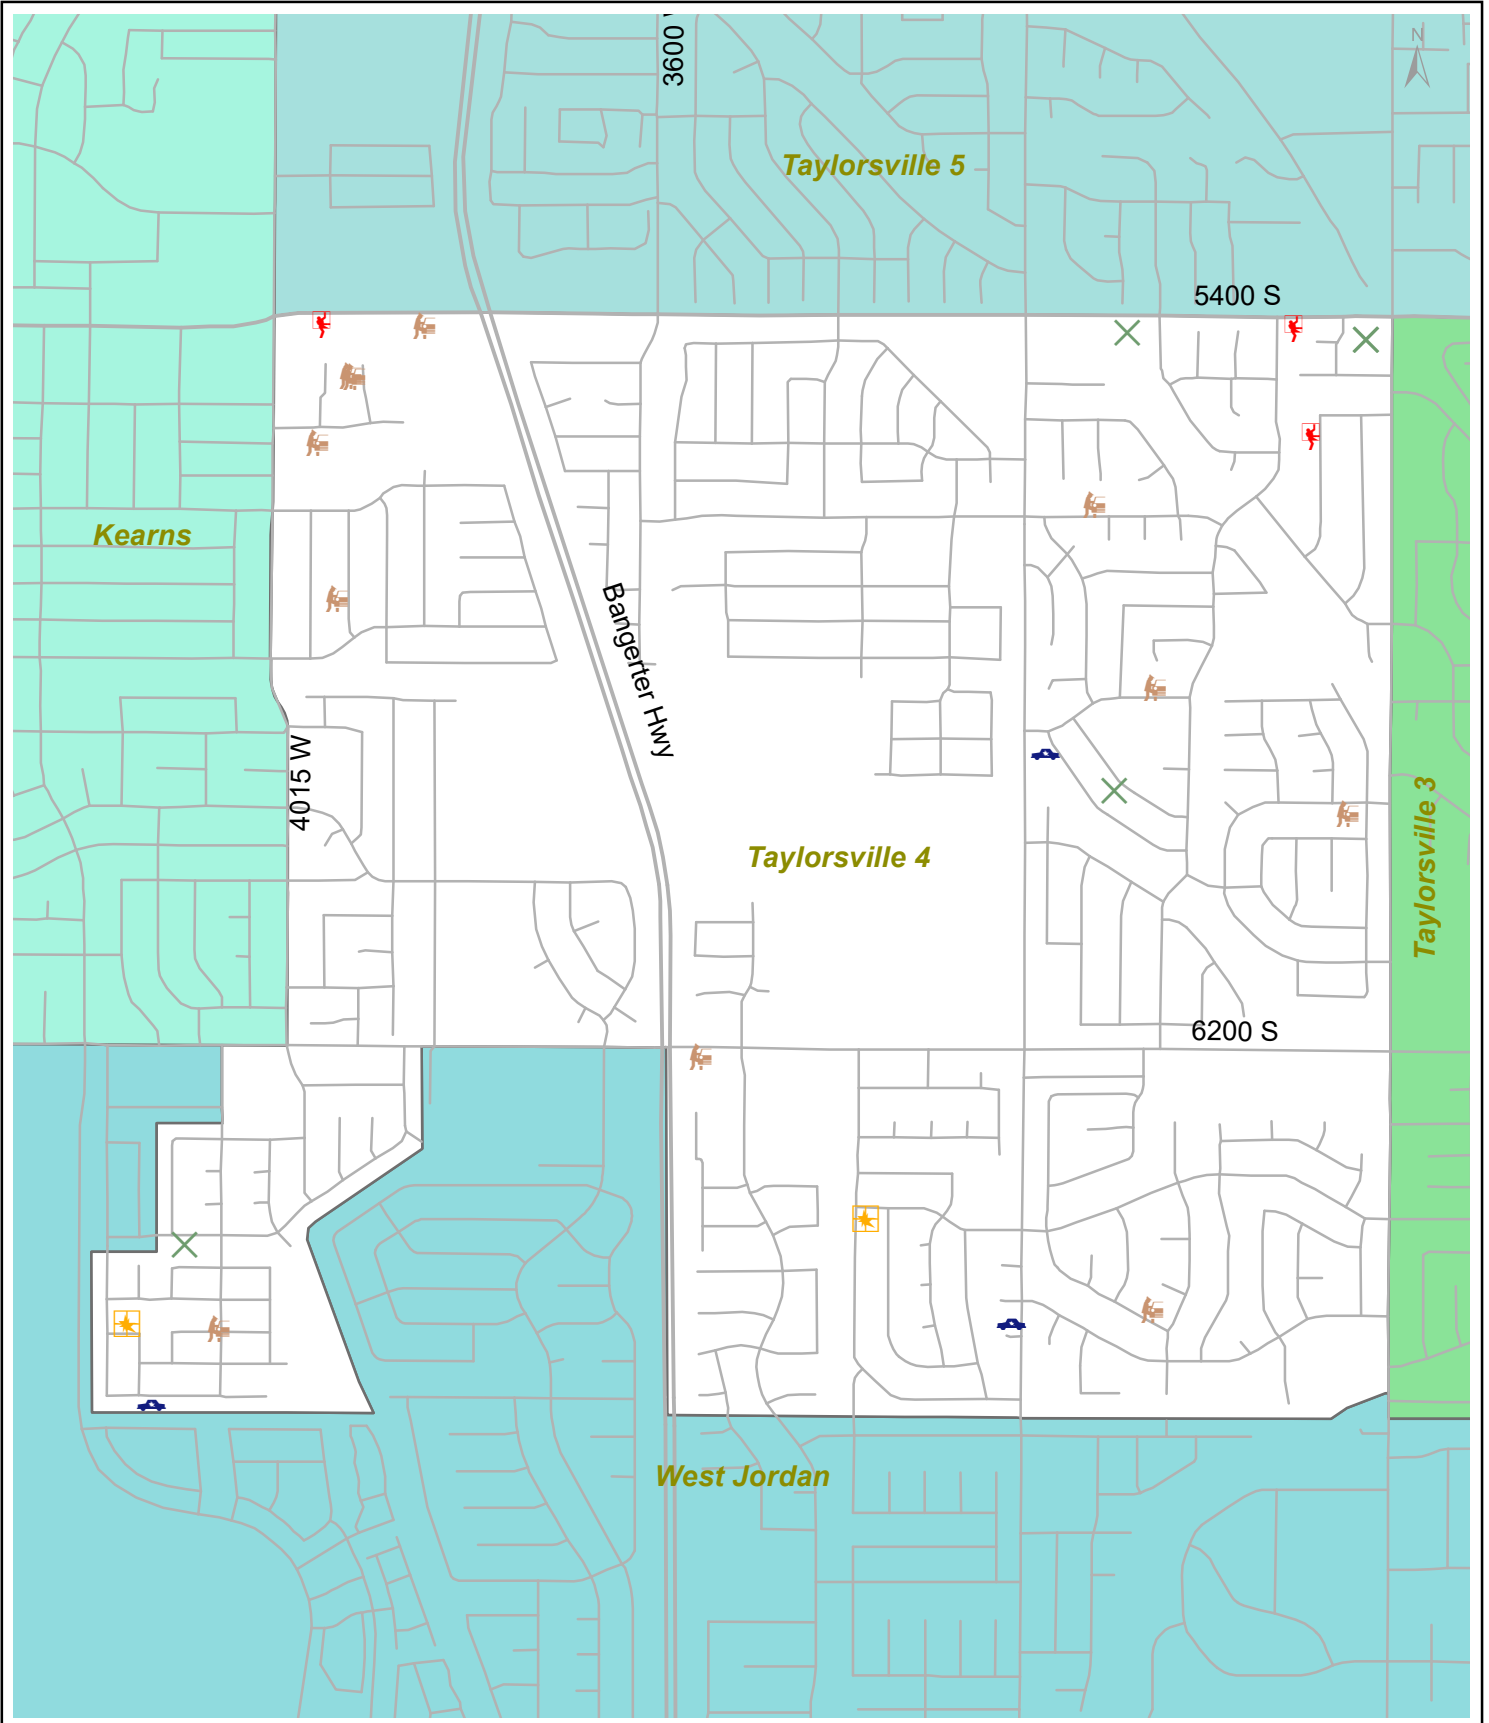 3600
N
Taylorsville 5
5400 S
Kearns
Bangerter Hwy
4015 W
Taylorsville 4
Taylorsville 3
6200 S
West Jordan